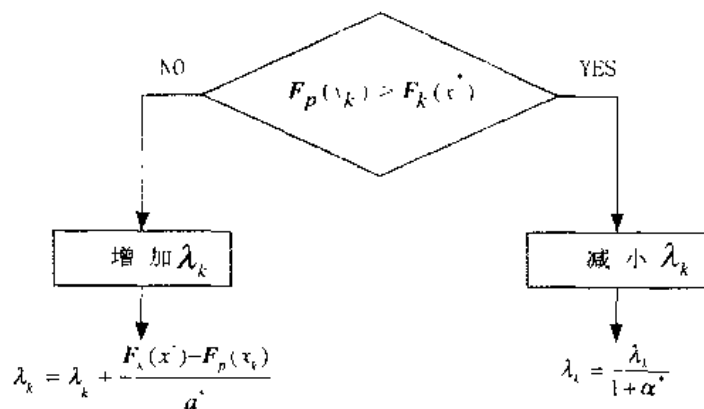 NO
YES
F_p(x_k) > F_k(x^*)
增 加 λ_k
减 小 λ_k
λ_k = λ_k + (F_k(x^*) − F_p(x_k)) / α^*
λ_k = λ_k / (1 + α^*)